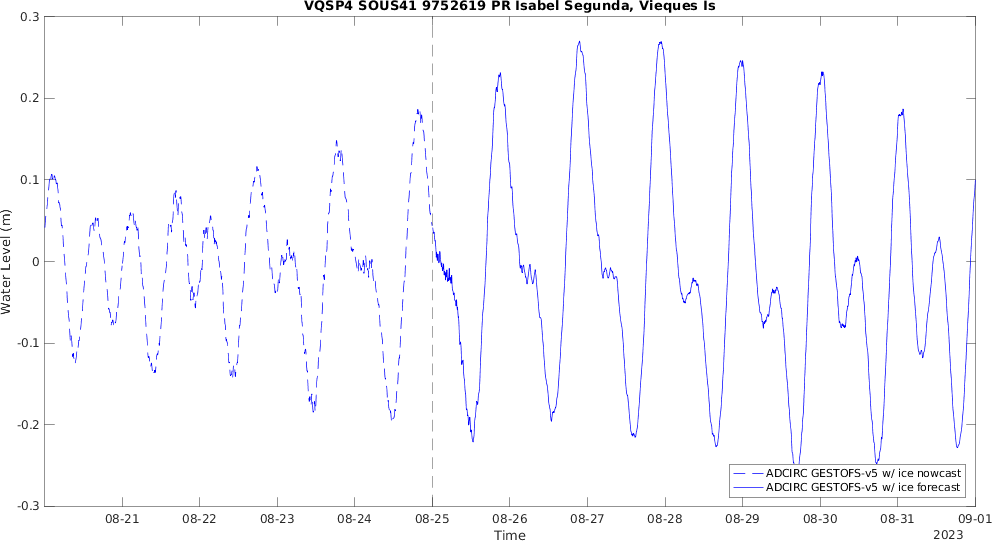 VQSP4 SOUS41 9752619 PR Isabel Segunda, Vieques Is
0.3
0.2
0.1
0
-0.1
-0.2
-0.3
Water Level (m)
ADCIRC GESTOFS-v5 w/ ice nowcast
ADCIRC GESTOFS-v5 w/ ice forecast
08-21 08-22 08-23 08-24 08-25 08-26 08-27 08-28 08-29 08-30 08-31 09-01
Time
2023